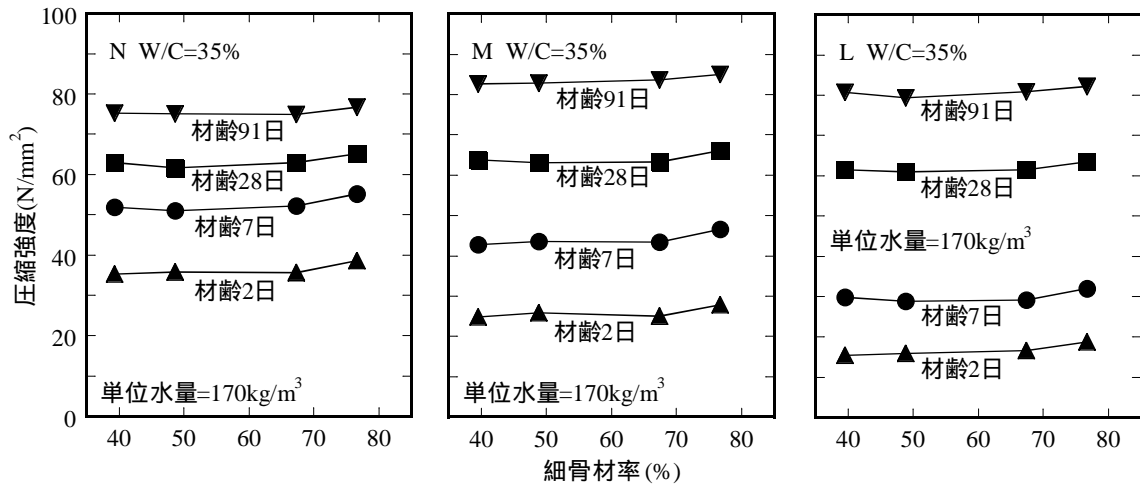 圧縮強度(N/mm²)
100
80
60
40
20
0
N W/C=35%
材齢91日
材齢28日
材齢7日
材齢2日
単位水量=170kg/m³
40 50 60 70 80
M W/C=35%
材齢91日
材齢28日
材齢7日
材齢2日
単位水量=170kg/m³
40 50 60 70 80
L W/C=35%
材齢91日
材齢28日
単位水量=170kg/m³
材齢7日
材齢2日
40 50 60 70 80
細骨材率(%)